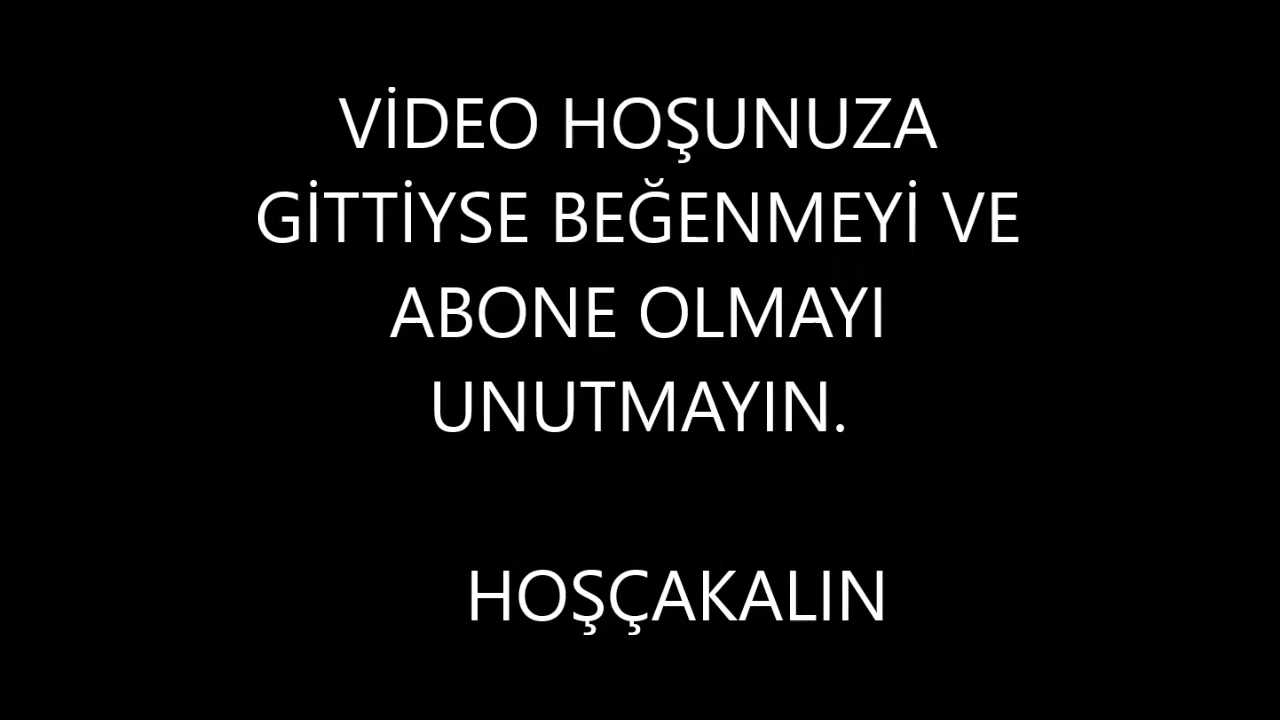 VİDEO HOŞUNUZA
GİTTİYSE BEĞENMEYİ VE
ABONE OLMAYI
UNUTMAYIN.
HOŞÇAKALIN